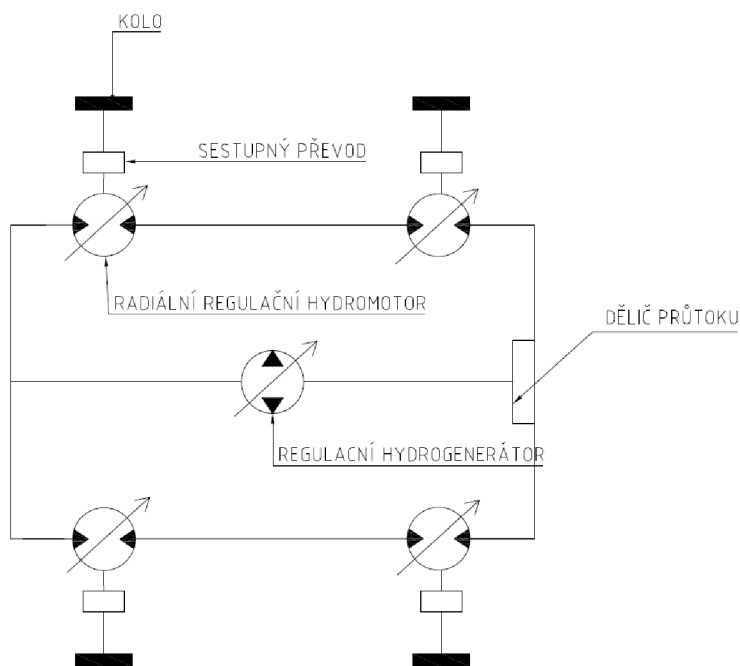 KOLO
SESTUPNÝ PŘEVOD
RADIÁLNÍ REGULAČNÍ HYDROMOTOR
DĚLIČ PRŮTOKU
REGULACNÍ HYDROGENERÁTOR